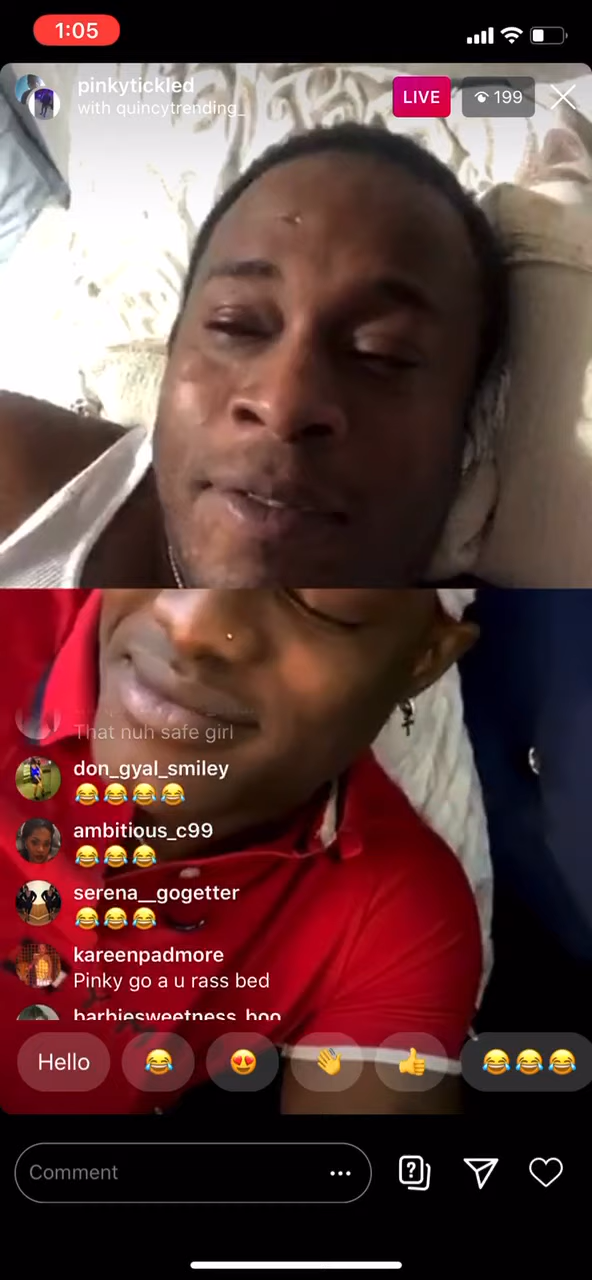 1:05
pinkytickled
with quincytrending_
LIVE
199
That nuh safe girl
don_gyal_smiley
😂😂😂😂
ambitious_c99
😂😂😂
serena__gogetter
😂😂😂
kareenpadmore
Pinky go a u rass bed
barbiesweetness_boo
Hello
😂
😍
👋
👍
😂😂😂
Comment